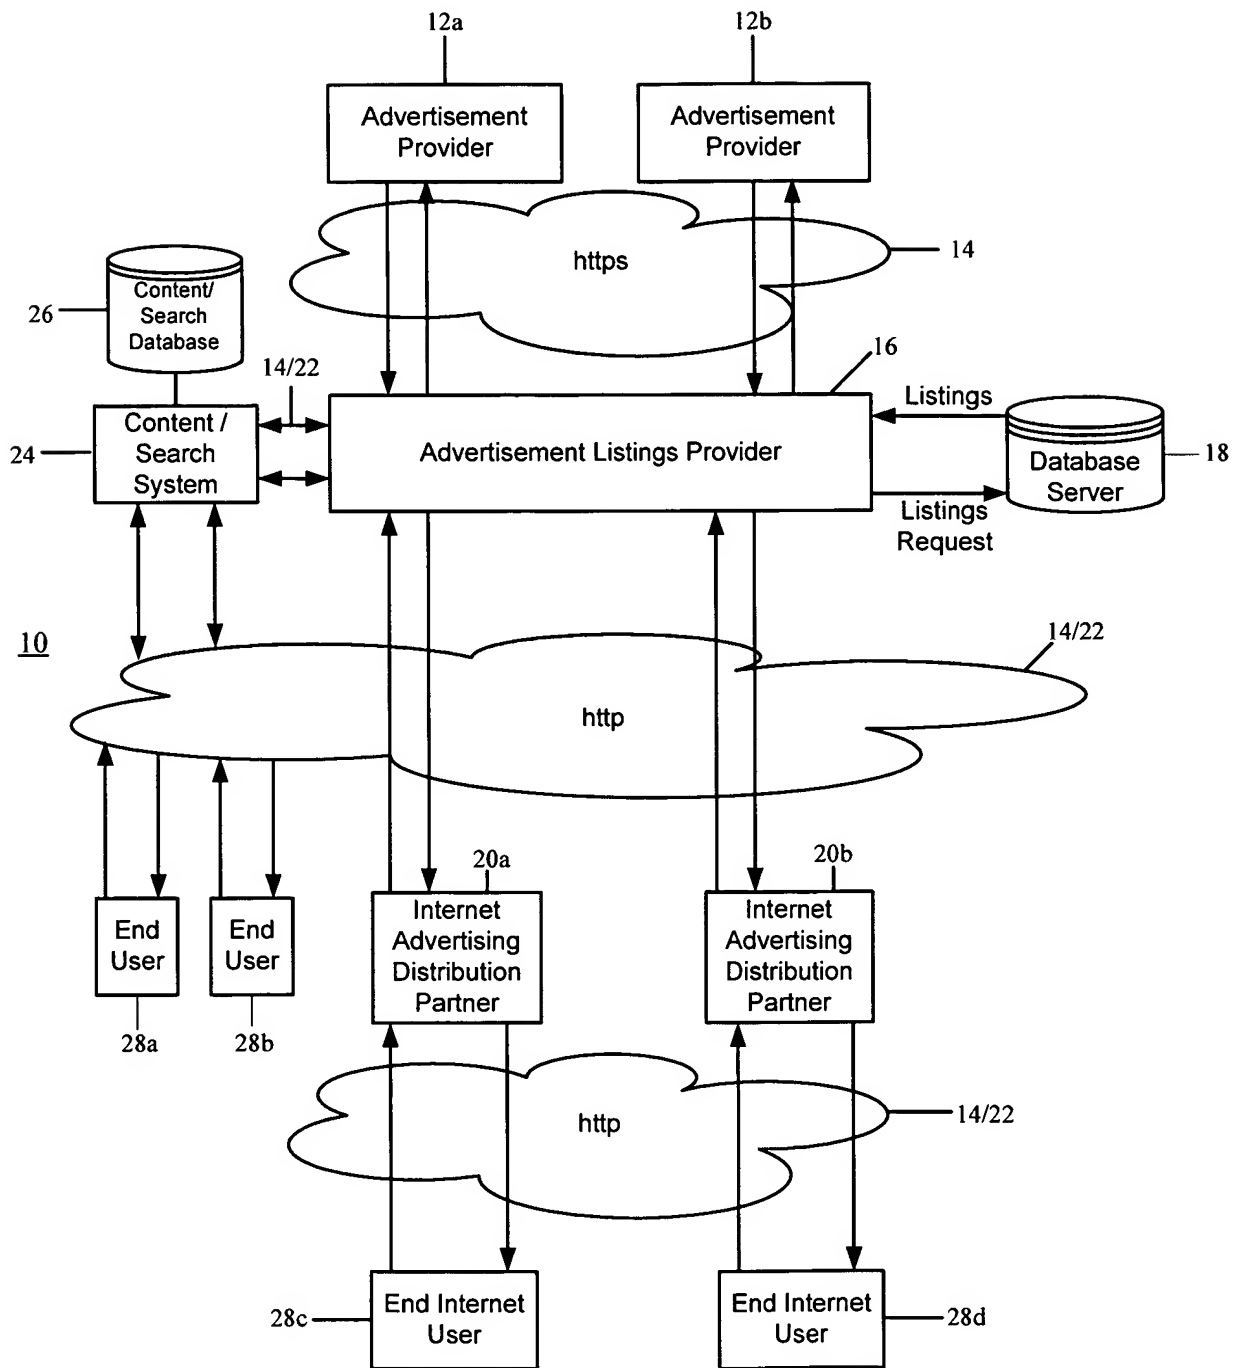 12a
12b
Advertisement
Provider
Advertisement
Provider
https
14
Content/
Search
Database
26
14/22
16
Content /
Search
System
24
Advertisement Listings Provider
Listings
Database
Server
18
Listings
Request
10
14/22
http
20a
20b
End
User
End
User
Internet
Advertising
Distribution
Partner
Internet
Advertising
Distribution
Partner
28a
28b
http
14/22
End Internet
User
28c
End Internet
User
28d